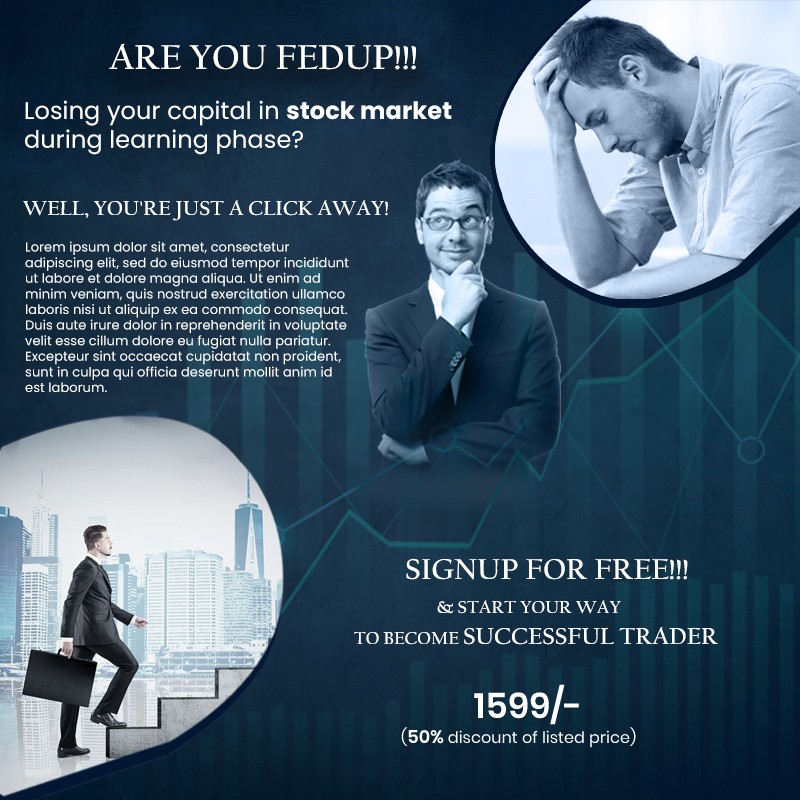 ARE YOU FEDUP!!!
Losing your capital in stock market
during learning phase?
WELL, YOU'RE JUST A CLICK AWAY!
Lorem ipsum dolor sit amet, consectetur
adipiscing elit, sed do eiusmod tempor incididunt
ut labore et dolore magna aliqua. Ut enim ad
minim veniam, quis nostrud exercitation ullamco
laboris nisi ut aliquip ex ea commodo consequat.
Duis aute irure dolor in reprehenderit in voluptate
velit esse cillum dolore eu fugiat nulla pariatur.
Excepteur sint occaecat cupidatat non proident,
sunt in culpa qui officia deserunt mollit anim id
est laborum.
SIGNUP FOR FREE!!!
& START YOUR WAY
TO BECOME SUCCESSFUL TRADER
1599/-
(50% discount of listed price)